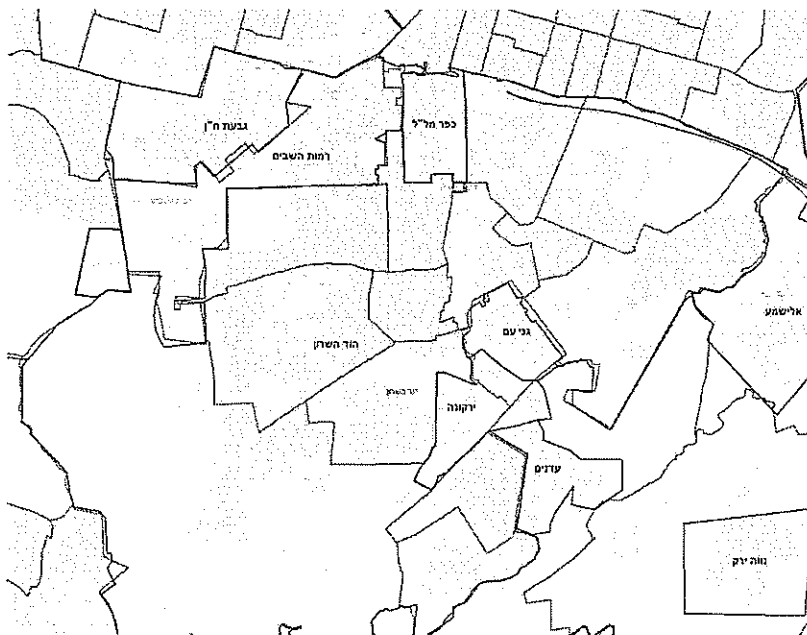 כפר מל"ל
גבעת ח"ן
רמות השבים
אלישמע
גני עם
הוד השרון
ירקונה
עדנים
נווה ירק